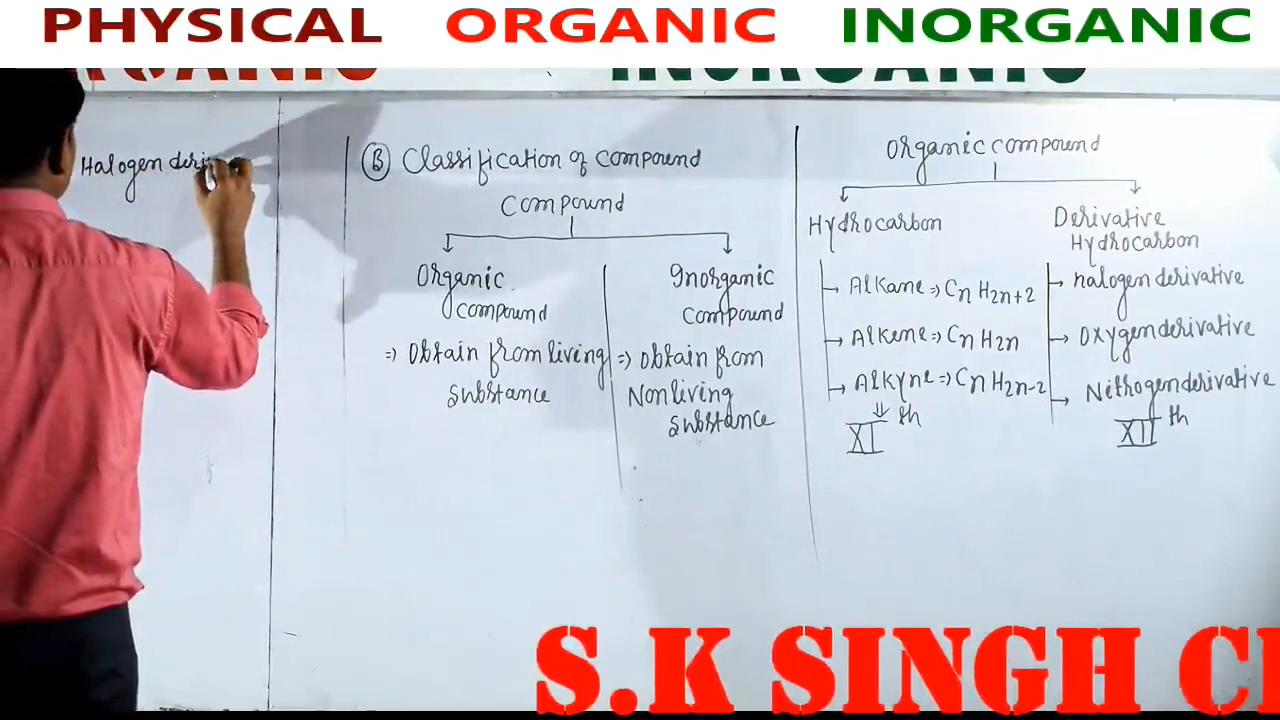 PHYSICAL ORGANIC INORGANIC
Halogen deri
B Classification of compound
Compound
Organic
compound
=> Obtain from living
Substance
Inorganic
compound
=> Obtain from
Nonliving
Substance
Organic compound
Hydrocarbon
Alkane => CnH2n+2
Alkene => CnH2n
Alkyne => CnH2n-2
XI th
Derivative
Hydrocarbon
halogen derivative
Oxygen derivative
Nithrogen derivative
XII th
S.K SINGH